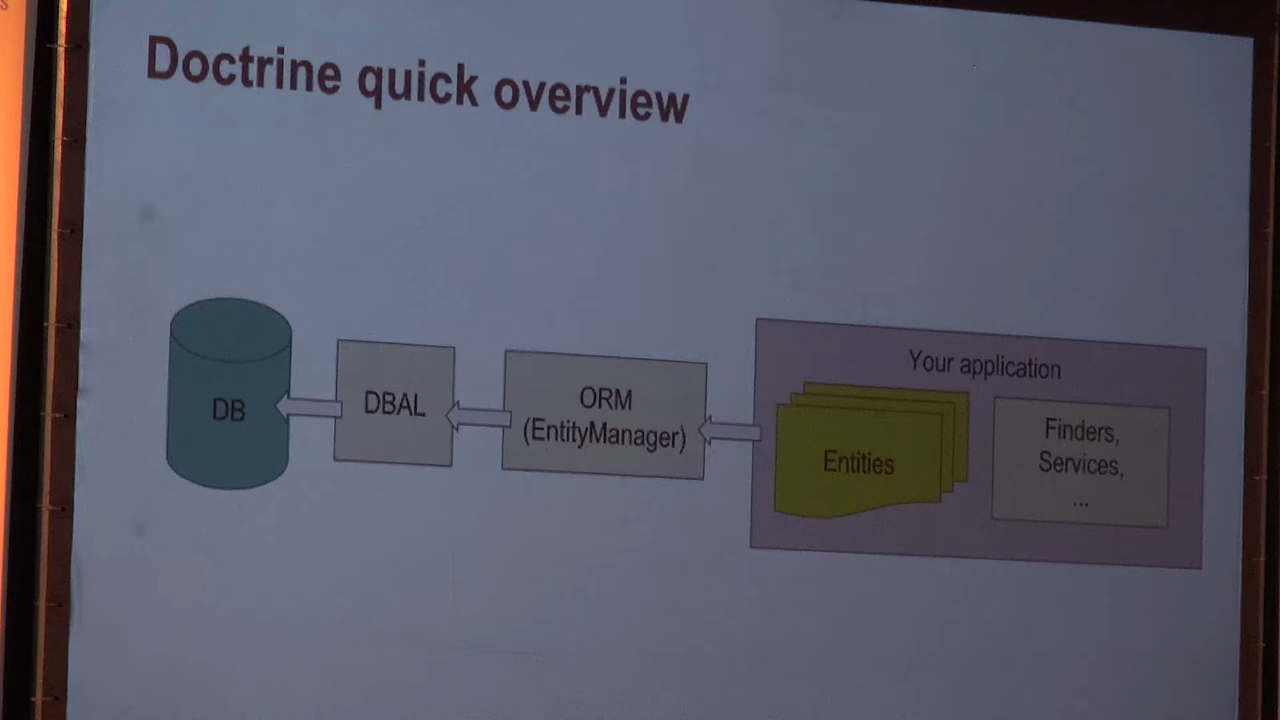 Doctrine quick overview
DB
DBAL
ORM
(EntityManager)
Your application
Entities
Finders,
Services,
...